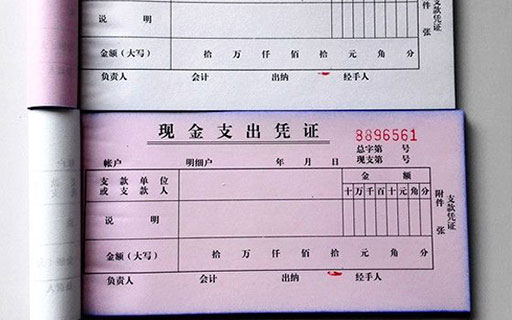 说 明
支款凭证
张
金额（大写） 拾 万 仟 佰 拾 元 角 分
负责人 会计 出纳 经手人
现金支出凭证
8896561
总字第 号
帐户 明细户 年 月 日 现支第 号
支款单位 金 额
或支款人 十万千百十元角分
说 明
附件 张
支款凭证
金额（大写） 拾 万 仟 佰 拾 元 角 分
负责人 会计 出纳 经手人